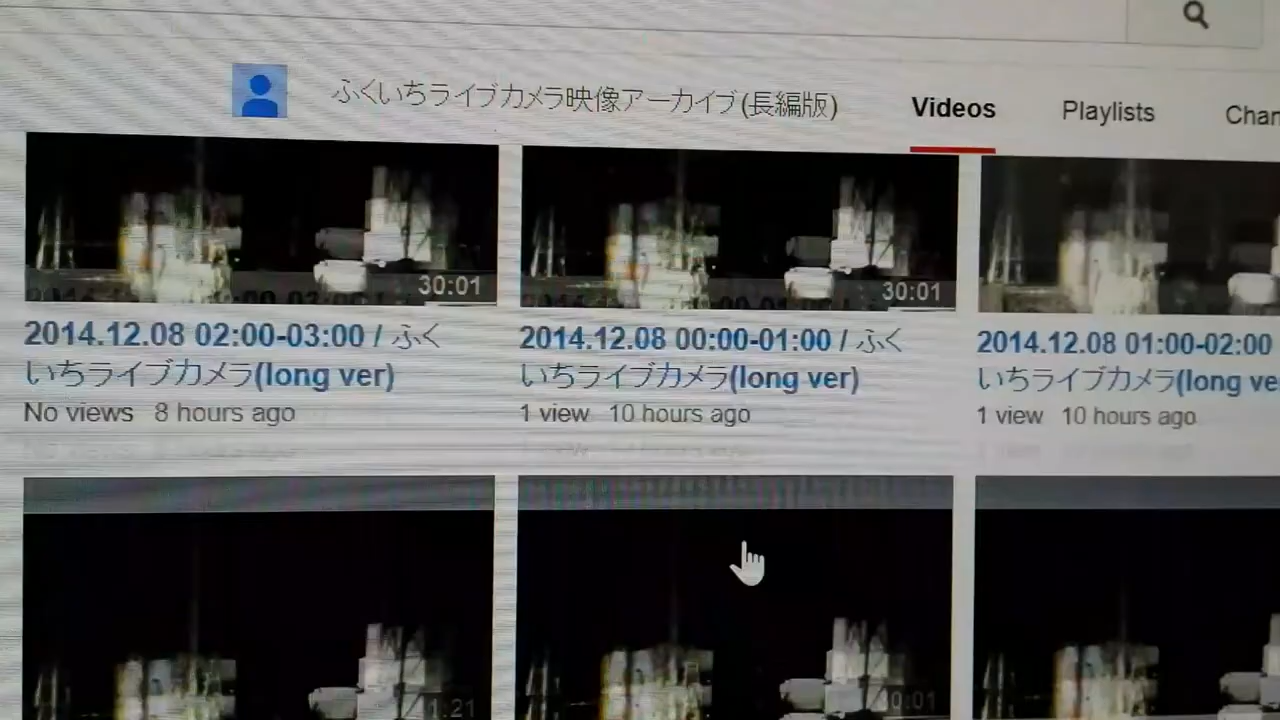 ふくいちライブカメラ映像アーカイブ(長編版)
Videos
Playlists
Chan
30:01
30:01
2014.12.08 02:00-03:00 / ふく
いちライブカメラ(long ver)
No views 8 hours ago
2014.12.08 00:00-01:00 / ふく
いちライブカメラ(long ver)
1 view 10 hours ago
2014.12.08 01:00-02:00
いちライブカメラ(long ve
1 view 10 hours ago